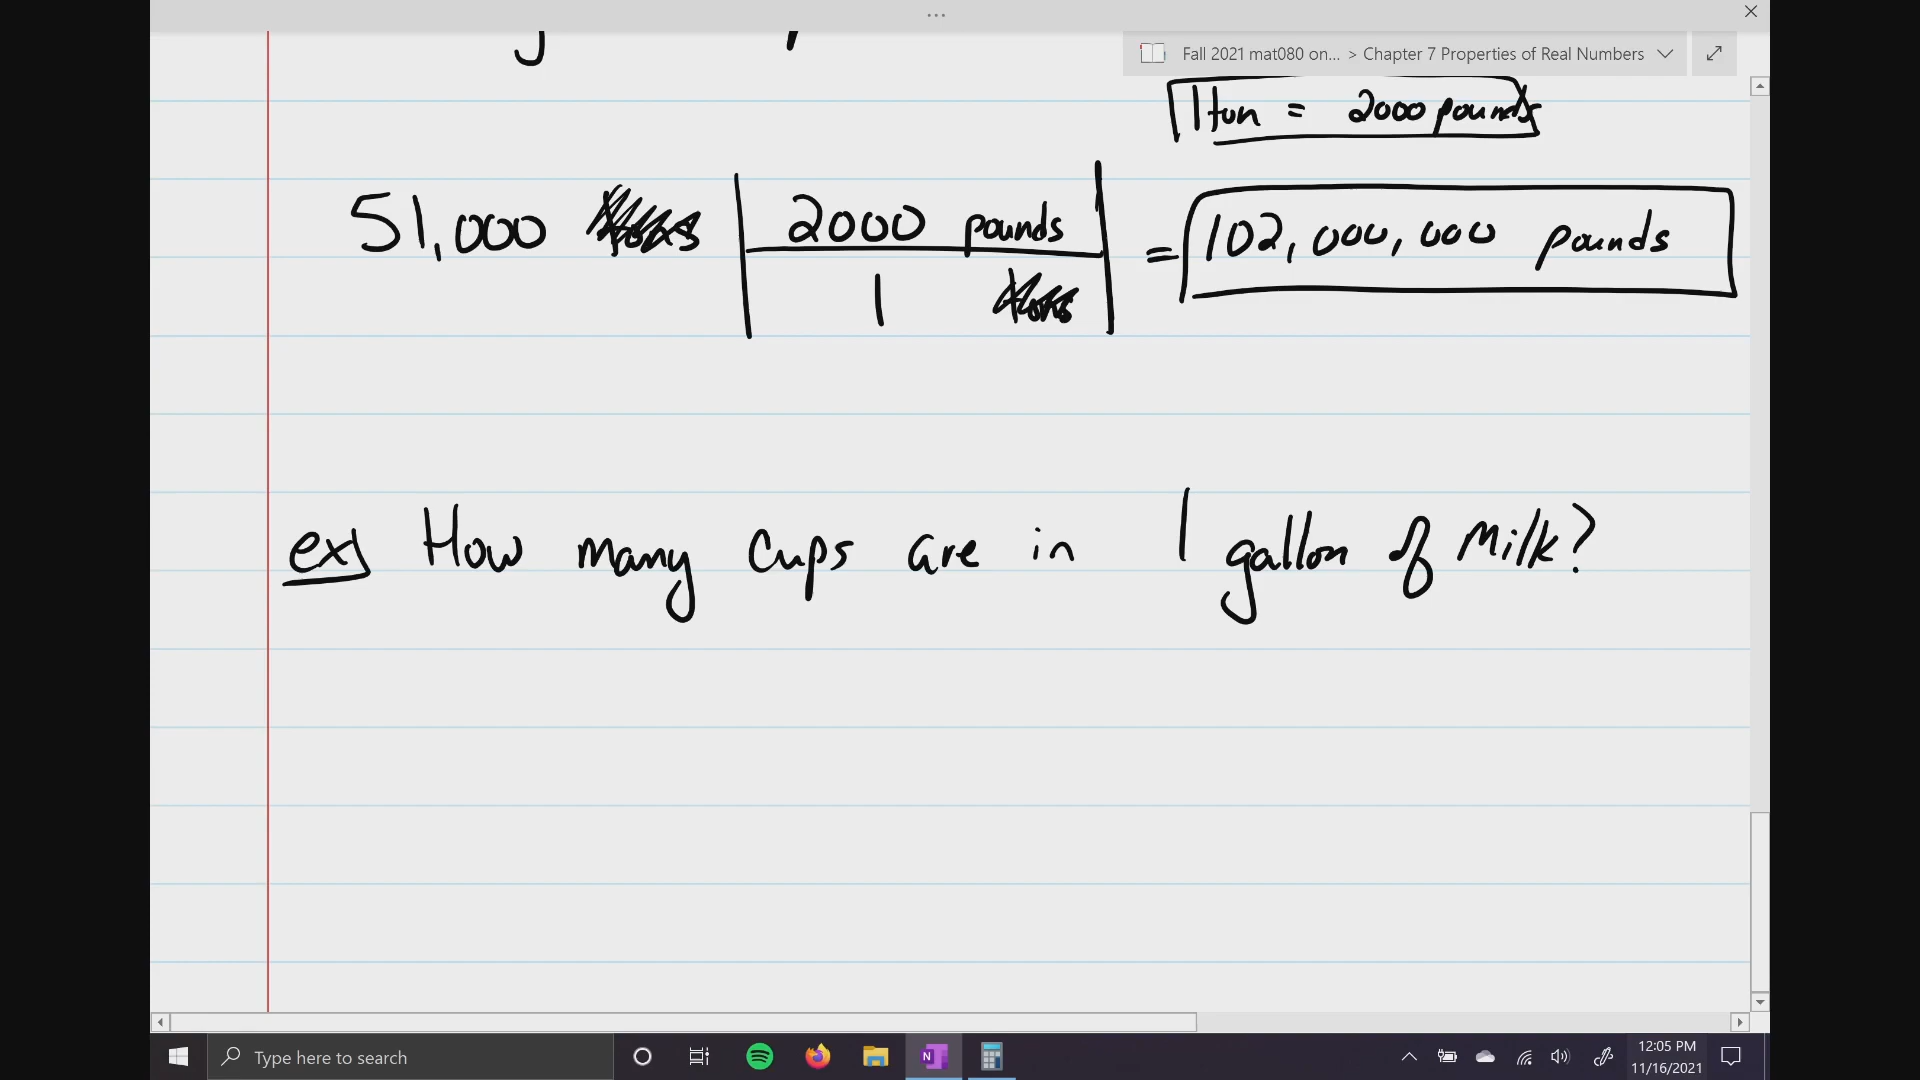 Fall 2021 mat080 on... > Chapter 7 Properties of Real Numbers
1 ton = 2000 pounds
51,000 tons | 2000 pounds = 102,000,000 pounds
1 tons
ex) How many cups are in 1 gallon of Milk?
Type here to search
12:05 PM
11/16/2021